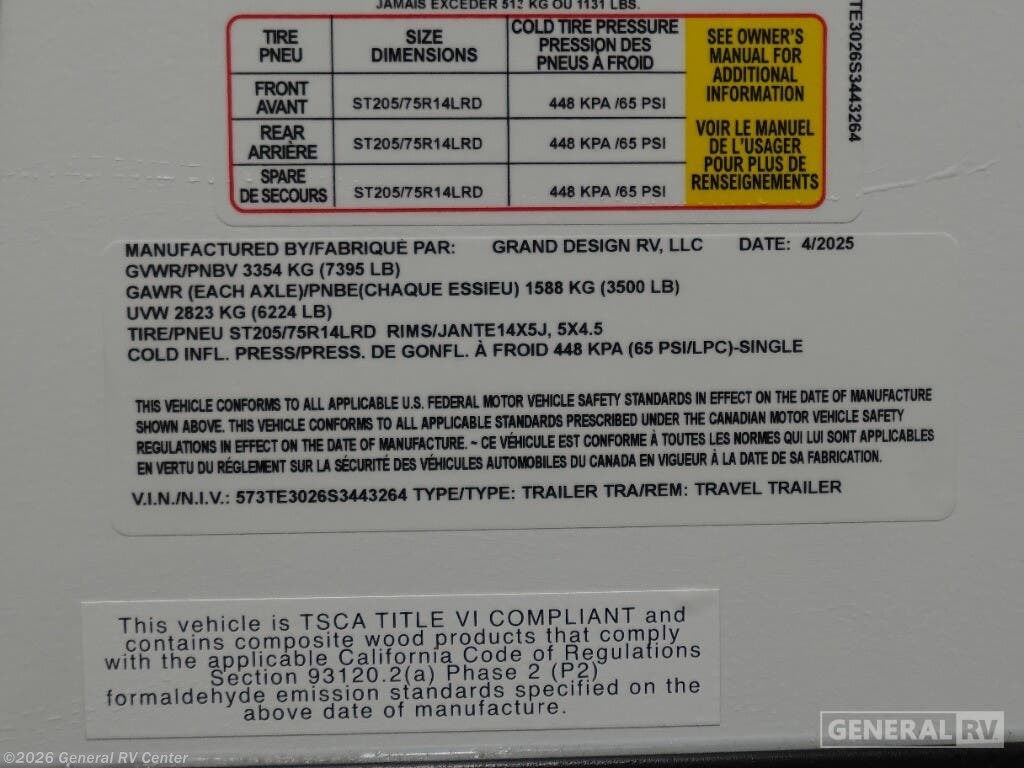 JAMAIS EXCÉDER 513 KG OU 1131 LBS.
TIRE
PNEU
SIZE
DIMENSIONS
COLD TIRE PRESSURE
PRESSION DES
PNEUS À FROID
SEE OWNER'S
MANUAL FOR
ADDITIONAL
INFORMATION
VOIR LE MANUEL
DE L'USAGER
POUR PLUS DE
RENSEIGNEMENTS
FRONT
AVANT
ST205/75R14LRD
448 KPA /65 PSI
REAR
ARRIÈRE
ST205/75R14LRD
448 KPA /65 PSI
SPARE
DE SECOURS
ST205/75R14LRD
448 KPA /65 PSI
TE3026S3443264
MANUFACTURED BY/FABRIQUÉ PAR: GRAND DESIGN RV, LLC DATE: 4/2025
GVWR/PNBV 3354 KG (7395 LB)
GAWR (EACH AXLE)/PNBE(CHAQUE ESSIEU) 1588 KG (3500 LB)
UVW 2823 KG (6224 LB)
TIRE/PNEU ST205/75R14LRD RIMS/JANTE14X5J, 5X4.5
COLD INFL. PRESS/PRESS. DE GONFL. À FROID 448 KPA (65 PSI/LPC)-SINGLE
THIS VEHICLE CONFORMS TO ALL APPLICABLE U.S. FEDERAL MOTOR VEHICLE SAFETY STANDARDS IN EFFECT ON THE DATE OF MANUFACTURE
SHOWN ABOVE. THIS VEHICLE CONFORMS TO ALL APPLICABLE STANDARDS PRESCRIBED UNDER THE CANADIAN MOTOR VEHICLE SAFETY
REGULATIONS IN EFFECT ON THE DATE OF MANUFACTURE. ~ CE VÉHICULE EST CONFORME À TOUTES LES NORMES QUI LUI SONT APPLICABLES
EN VERTU DU RÉGLEMENT SUR LA SÉCURITÉ DES VÉHICULES AUTOMOBILES DU CANADA EN VIGUEUR À LA DATE DE SA FABRICATION.
V.I.N./N.I.V.: 573TE3026S3443264 TYPE/TYPE: TRAILER TRA/REM: TRAVEL TRAILER
This vehicle is TSCA TITLE VI COMPLIANT and
contains composite wood products that comply
with the applicable California Code of Regulations
Section 93120.2(a) Phase 2 (P2)
formaldehyde emission standards specified on the
above date of manufacture.
GENERAL RV
©2026 General RV Center